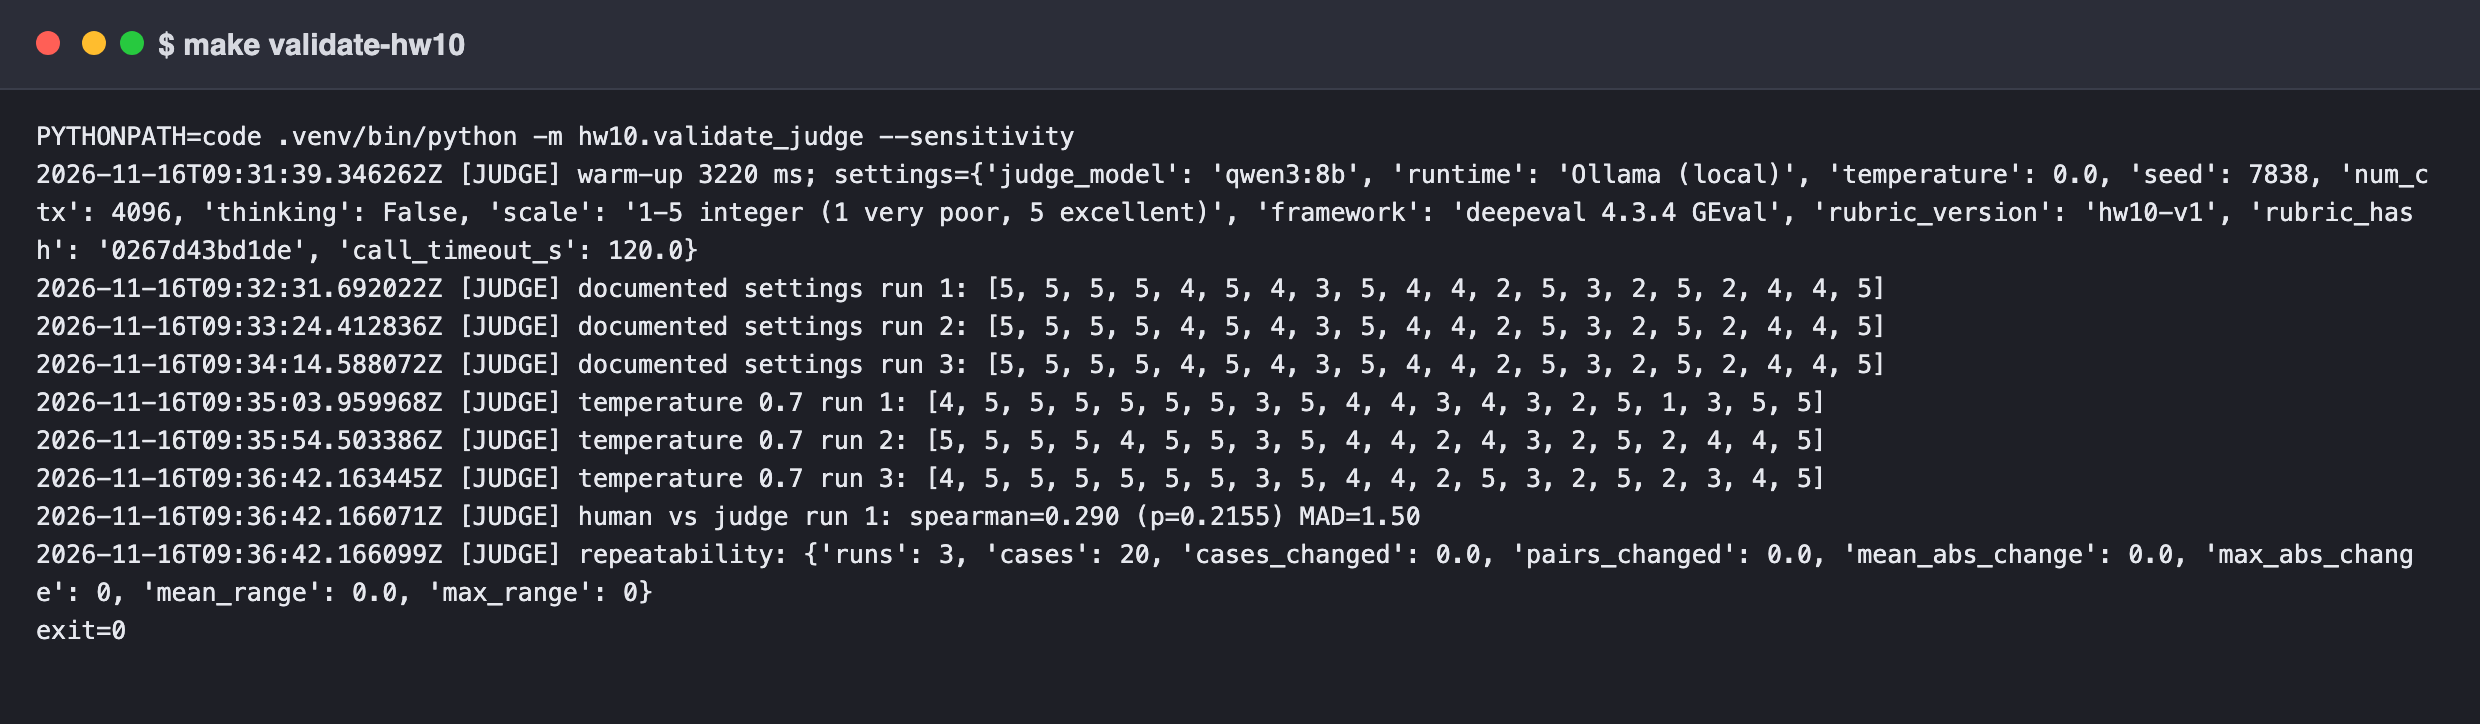 $ make validate-hw10
PYTHONPATH=code .venv/bin/python -m hw10.validate_judge --sensitivity
2026-11-16T09:31:39.346262Z [JUDGE] warm-up 3220 ms; settings={'judge_model': 'qwen3:8b', 'runtime': 'Ollama (local)', 'temperature': 0.0, 'seed': 7838, 'num_c
tx': 4096, 'thinking': False, 'scale': '1-5 integer (1 very poor, 5 excellent)', 'framework': 'deepeval 4.3.4 GEval', 'rubric_version': 'hw10-v1', 'rubric_has
h': '0267d43bd1de', 'call_timeout_s': 120.0}
2026-11-16T09:32:31.692022Z [JUDGE] documented settings run 1: [5, 5, 5, 5, 4, 5, 4, 3, 5, 4, 4, 2, 5, 3, 2, 5, 2, 4, 4, 5]
2026-11-16T09:33:24.412836Z [JUDGE] documented settings run 2: [5, 5, 5, 5, 4, 5, 4, 3, 5, 4, 4, 2, 5, 3, 2, 5, 2, 4, 4, 5]
2026-11-16T09:34:14.588072Z [JUDGE] documented settings run 3: [5, 5, 5, 5, 4, 5, 4, 3, 5, 4, 4, 2, 5, 3, 2, 5, 2, 4, 4, 5]
2026-11-16T09:35:03.959968Z [JUDGE] temperature 0.7 run 1: [4, 5, 5, 5, 5, 5, 5, 3, 5, 4, 4, 3, 4, 3, 2, 5, 1, 3, 5, 5]
2026-11-16T09:35:54.503386Z [JUDGE] temperature 0.7 run 2: [5, 5, 5, 5, 4, 5, 5, 3, 5, 4, 4, 2, 4, 3, 2, 5, 2, 4, 4, 5]
2026-11-16T09:36:42.163445Z [JUDGE] temperature 0.7 run 3: [4, 5, 5, 5, 5, 5, 5, 3, 5, 4, 4, 2, 5, 3, 2, 5, 2, 3, 4, 5]
2026-11-16T09:36:42.166071Z [JUDGE] human vs judge run 1: spearman=0.290 (p=0.2155) MAD=1.50
2026-11-16T09:36:42.166099Z [JUDGE] repeatability: {'runs': 3, 'cases': 20, 'cases_changed': 0.0, 'pairs_changed': 0.0, 'mean_abs_change': 0.0, 'max_abs_chang
e': 0, 'mean_range': 0.0, 'max_range': 0}
exit=0